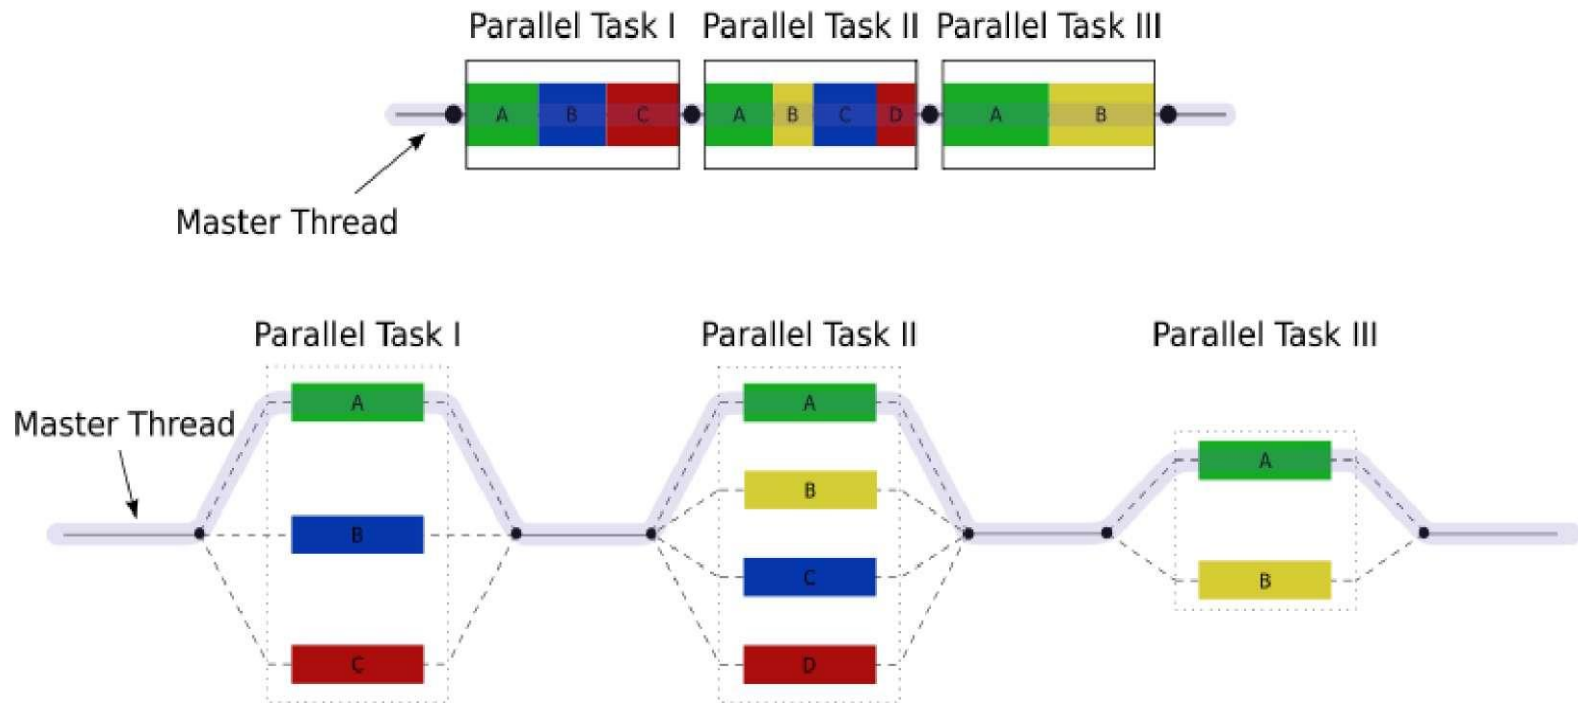 Parallel Task I
Parallel Task II
Parallel Task III
A
B
C
A
B
C
D
A
B
Master Thread
Parallel Task I
Parallel Task II
Parallel Task III
Master Thread
A
B
C
A
B
C
D
A
B